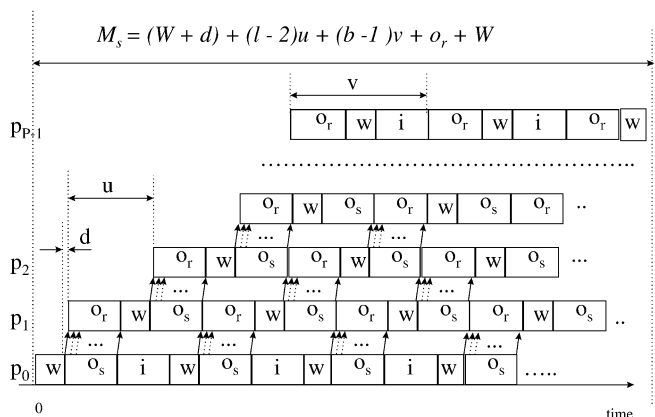 M_s = (W + d) + (l - 2)u + (b -1 )v + o_r + W
v
p_P-1 o_r w i o_r w i o_r w
..............................................
u
o_r w o_s o_r w o_s o_r ..
d
... ...
p_2 o_r w o_s o_r w o_s o_r w o_s ...
... ... ...
p_1 o_r w o_s o_r w o_s o_r w o_s o_r w o_s ..
... ... ... ...
p_0 w o_s i w o_s i w o_s i w o_s .....
0 time